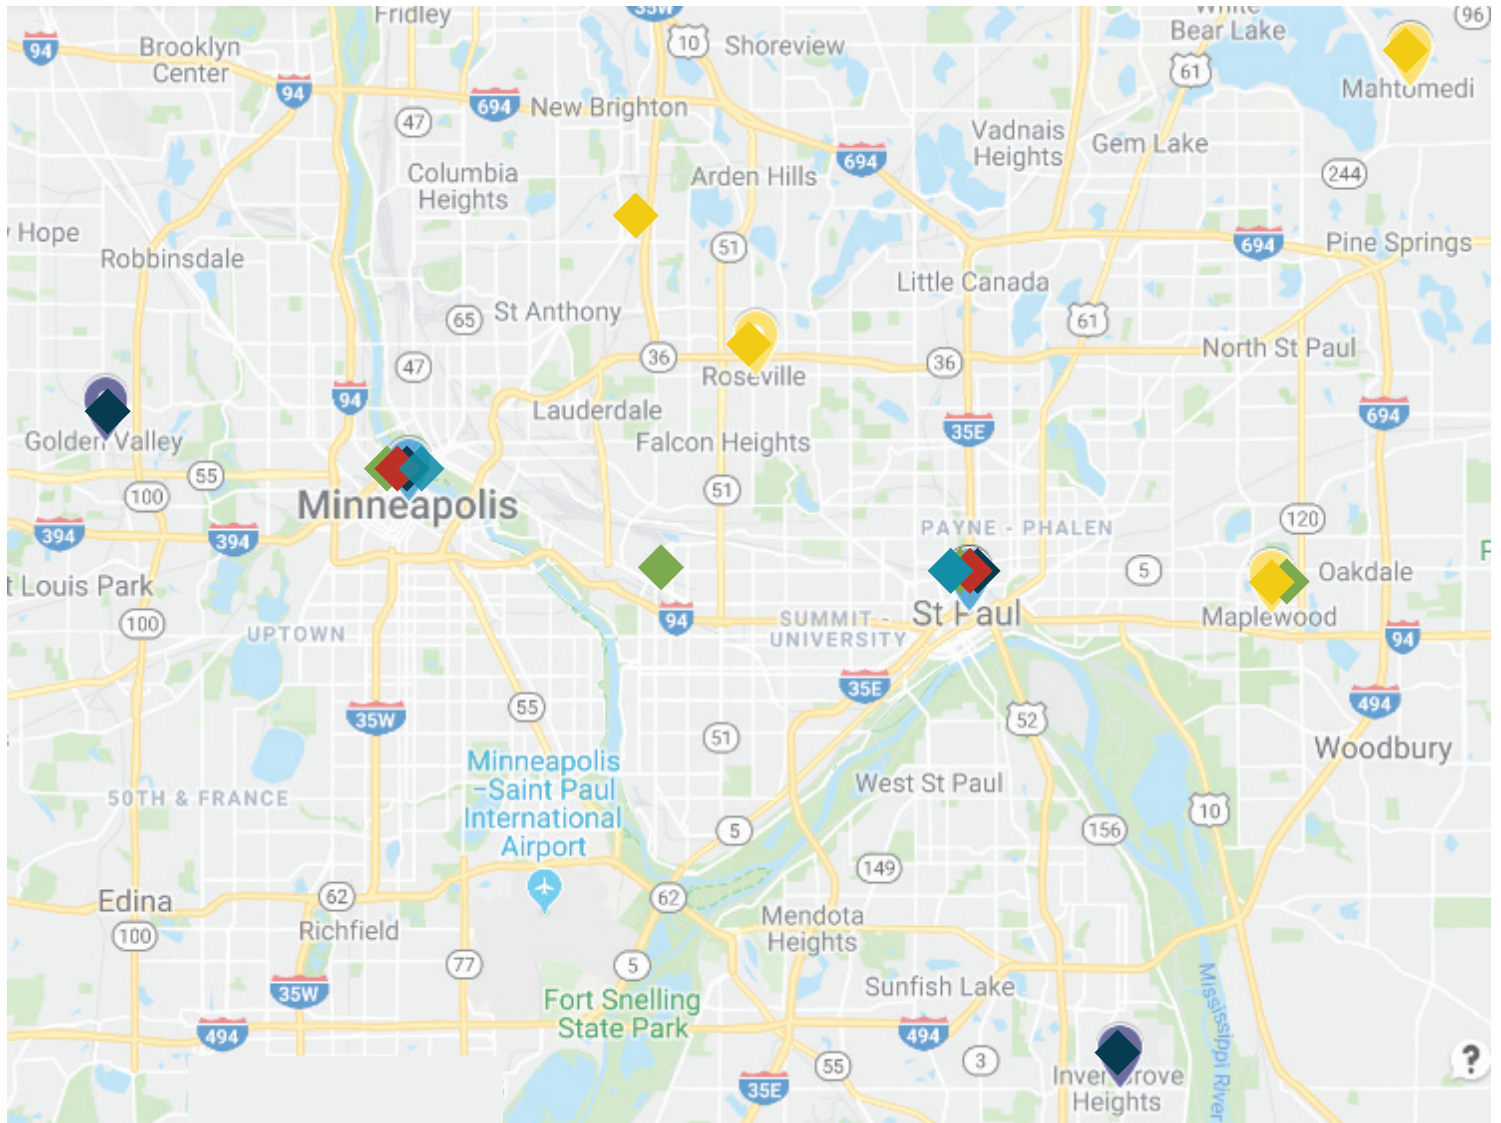 Fridley
35W
White
Bear Lake
96
94
Brooklyn
Center
10
Shoreview
61
Mahtomedi
94
694
New Brighton
47
Vadnais
Heights
Gem Lake
694
Columbia
Heights
Arden Hills
244
Hope
Robbinsdale
51
694
Pine Springs
Little Canada
65
St Anthony
61
36
36
North St Paul
47
Roseville
94
Lauderdale
694
35E
Golden Valley
Falcon Heights
55
100
51
Minneapolis
PAYNE - PHALEN
120
394
394
t Louis Park
5
Oakdale
100
94
SUMMIT -
UNIVERSITY
St Paul
Maplewood
94
UPTOWN
35E
494
55
35W
52
51
Woodbury
Minneapolis
-Saint Paul
International
Airport
West St Paul
50TH & FRANCE
5
156
10
149
62
62
Edina
100
Richfield
Mendota
Heights
77
5
35W
Sunfish Lake
Fort Snelling
State Park
Mississippi River
494
494
3
?
55
35E
Inver Grove
Heights